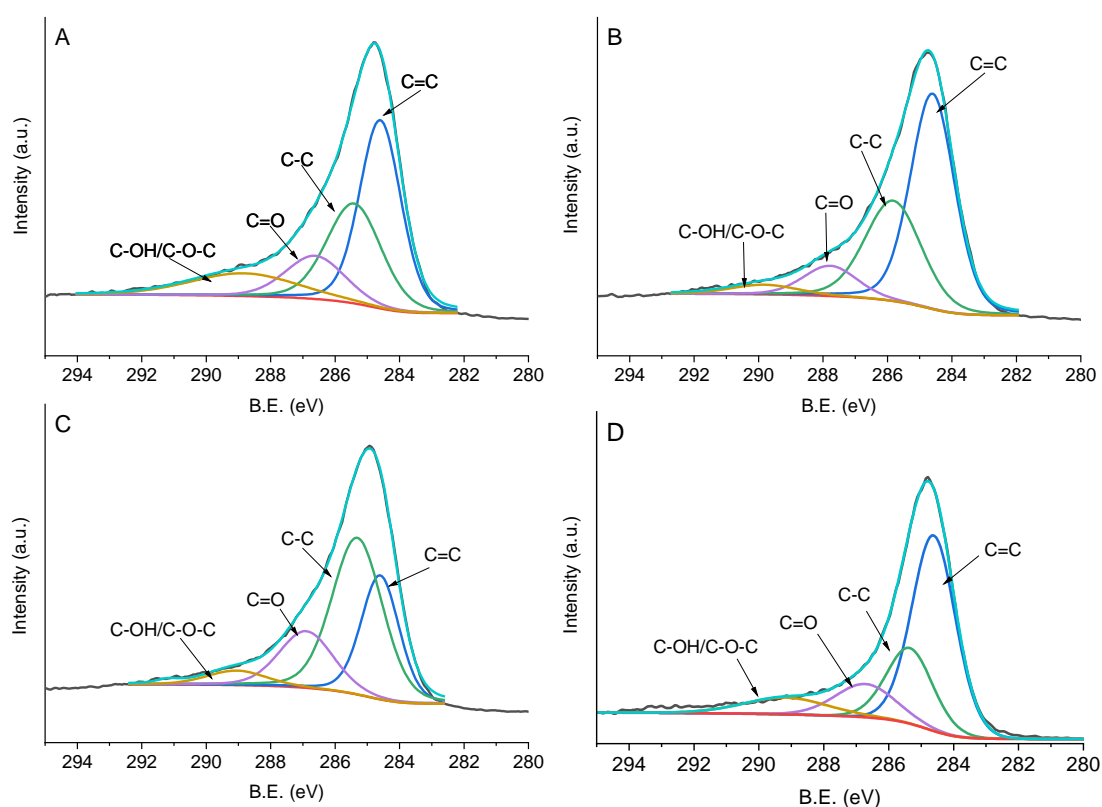 A
C=C
C-C
C=O
C-OH/C-O-C
Intensity (a.u.)
294 292 290 288 286 284 282 280
B.E. (eV)
B
C=C
C-C
C=O
C-OH/C-O-C
Intensity (a.u.)
294 292 290 288 286 284 282 280
B.E. (eV)
C
C-C
C=C
C=O
C-OH/C-O-C
Intensity (a.u.)
294 292 290 288 286 284 282 280
B.E. (eV)
D
C=C
C-C
C=O
C-OH/C-O-C
Intensity (a.u.)
294 292 290 288 286 284 282 280
B.E. (eV)